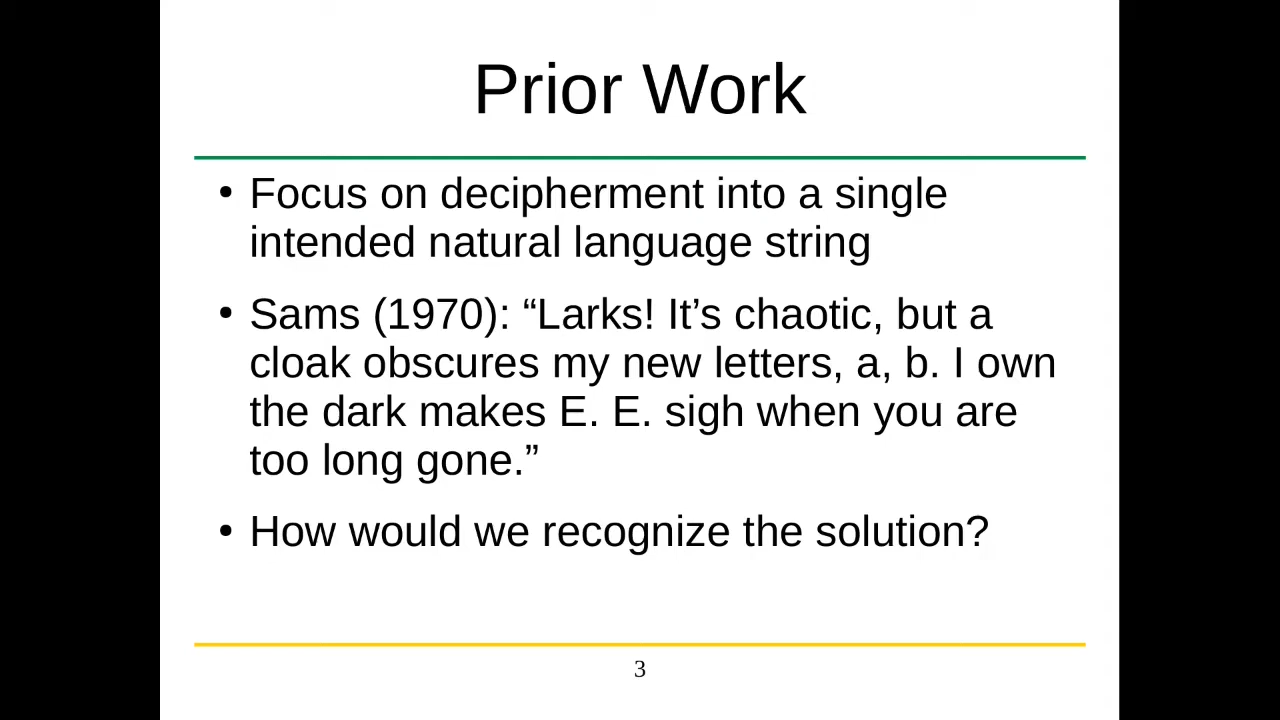 Prior Work
• Focus on decipherment into a single
intended natural language string
• Sams (1970): “Larks! It’s chaotic, but a
cloak obscures my new letters, a, b. I own
the dark makes E. E. sigh when you are
too long gone.”
• How would we recognize the solution?
3